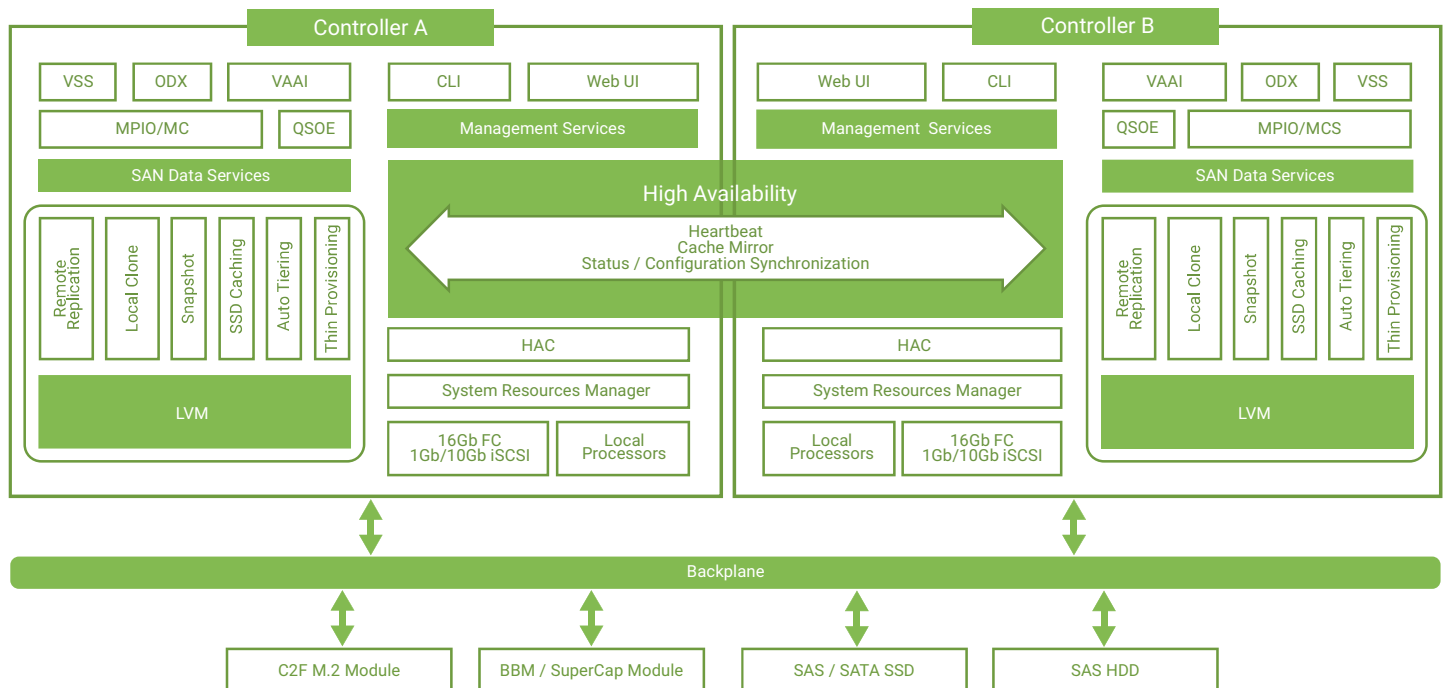 Controller A
Controller B
VSS
ODX
VAAI
CLI
Web UI
MPIO/MC
QSOE
Management Services
SAN Data Services
Remote
Replication
Local Clone
Snapshot
SSD Caching
Auto Tiering
Thin Provisioning
LVM
Web UI
CLI
VAAI
ODX
VSS
Management Services
QSOE
MPIO/MCS
SAN Data Services
High Availability
Heartbeat
Cache Mirror
Status / Configuration Synchronization
Remote
Replication
Local Clone
Snapshot
SSD Caching
Auto Tiering
Thin Provisioning
LVM
HAC
System Resources Manager
16Gb FC
1Gb/10Gb iSCSI
Local
Processors
HAC
System Resources Manager
Local
Processors
16Gb FC
1Gb/10Gb iSCSI
Backplane
C2F M.2 Module
BBM / SuperCap Module
SAS / SATA SSD
SAS HDD